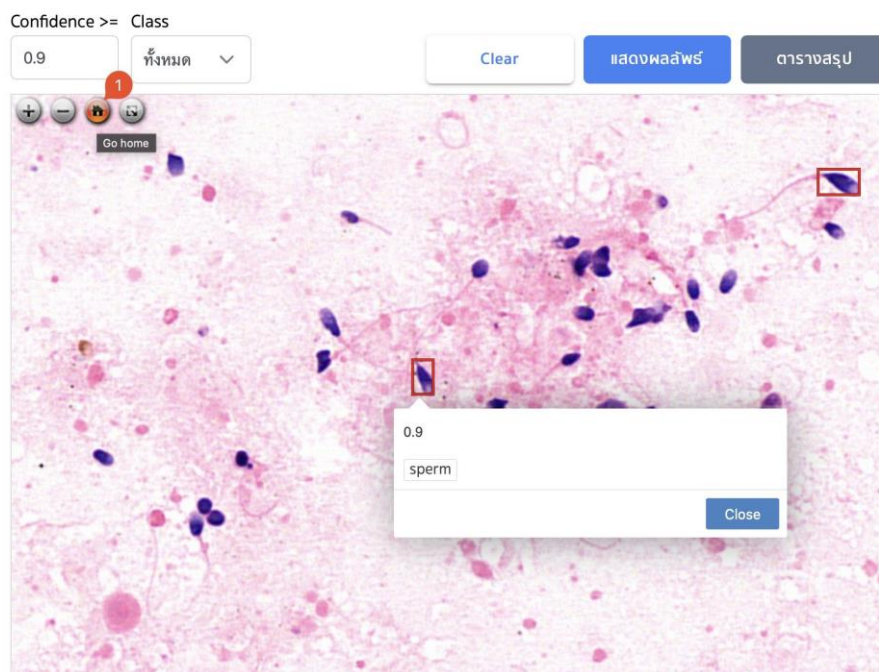 Confidence >= Class
0.9 ทั้งหมด Clear แสดงผลลัพธ์ ตารางสรุป
1
Go home
0.9
sperm
Close